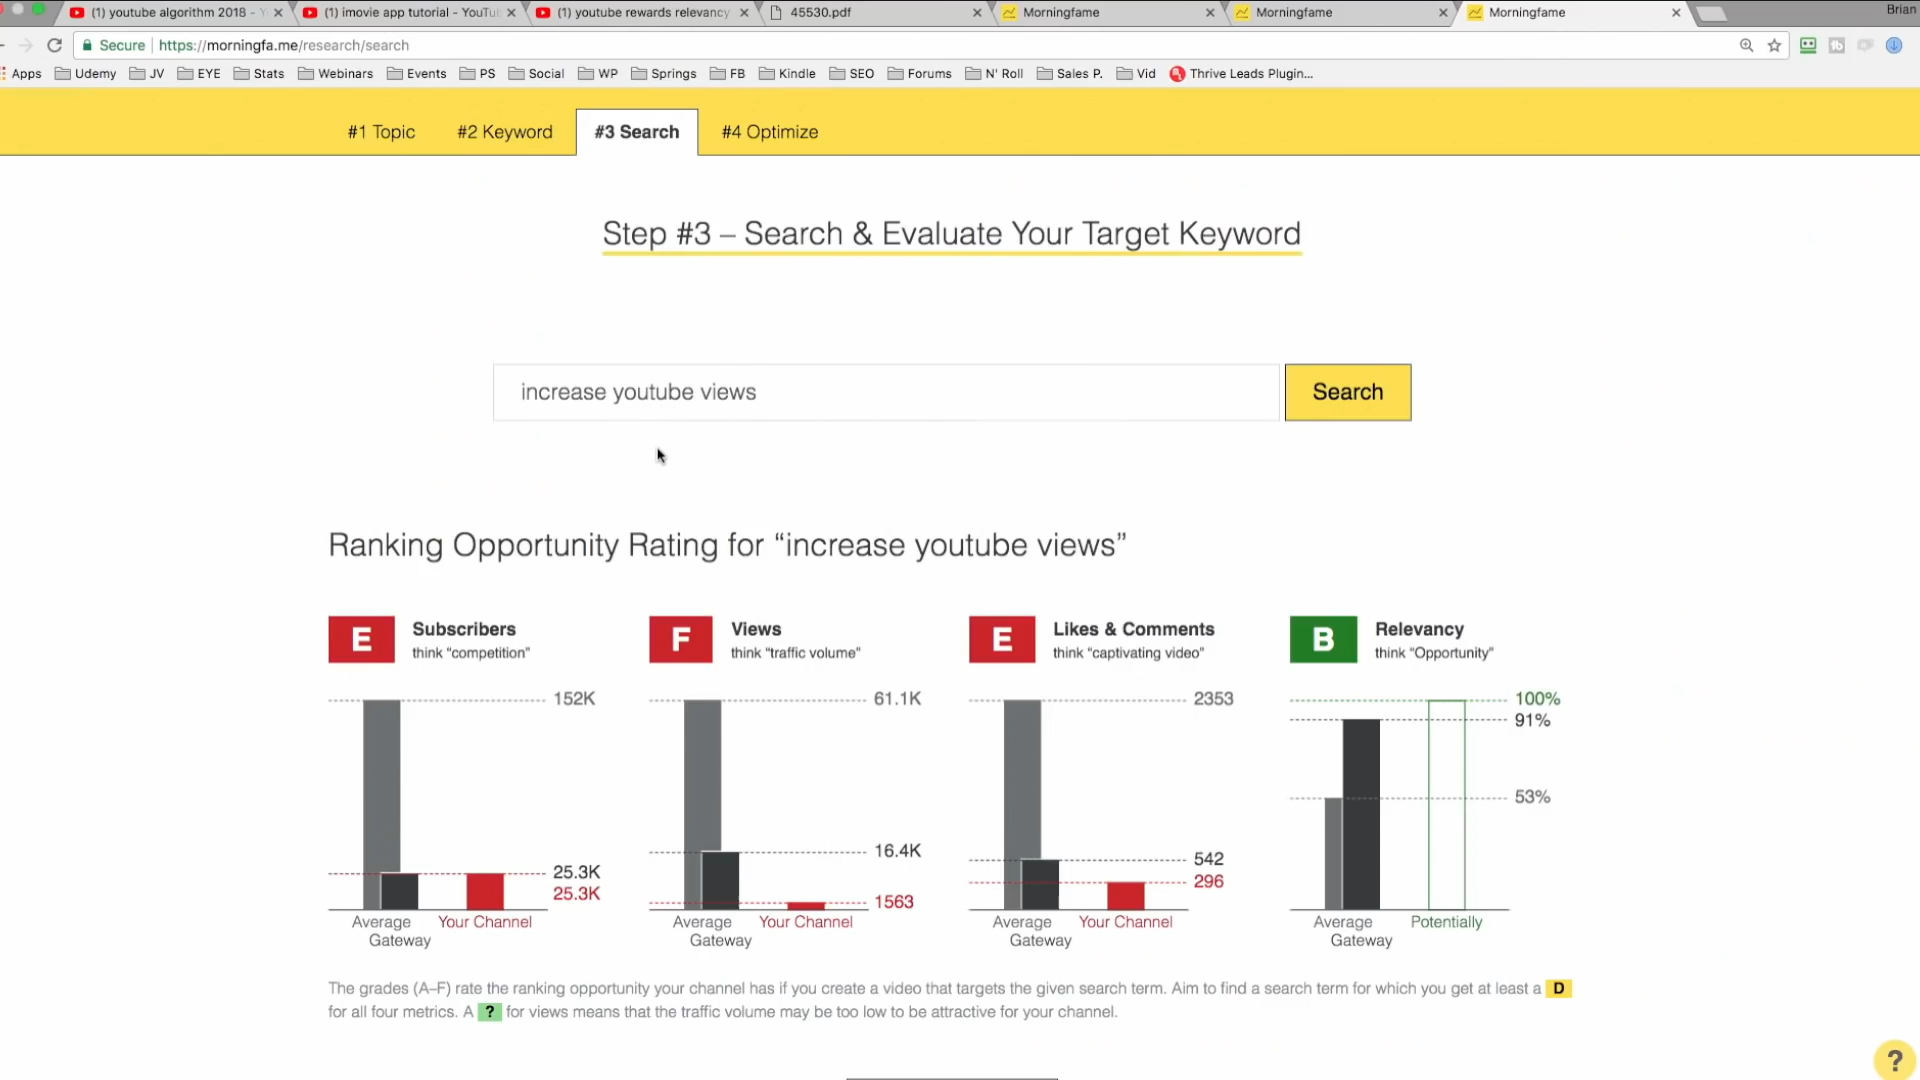 (1) youtube algorithm 2018 - Y
(1) imovie app tutorial - YouTu
(1) youtube rewards relevancy
45530.pdf
Morningfame
Morningfame
Morningfame
Brian
Secure https://morningfa.me/research/search
Apps Udemy JV EYE Stats Webinars Events PS Social WP Springs FB Kindle SEO Forums N' Roll Sales P. Vid Thrive Leads Plugin...
#1 Topic #2 Keyword #3 Search #4 Optimize
Step #3 – Search & Evaluate Your Target Keyword
increase youtube views Search
Ranking Opportunity Rating for “increase youtube views”
E Subscribers
think “competition”
152K
25.3K
25.3K
Average Your Channel
Gateway
F Views
think “traffic volume”
61.1K
16.4K
1563
Average Your Channel
Gateway
E Likes & Comments
think “captivating video”
2353
542
296
Average Your Channel
Gateway
B Relevancy
think “Opportunity”
100%
91%
53%
Average Potentially
Gateway
The grades (A–F) rate the ranking opportunity your channel has if you create a video that targets the given search term. Aim to find a search term for which you get at least a D
for all four metrics. A ? for views means that the traffic volume may be too low to be attractive for your channel.
?